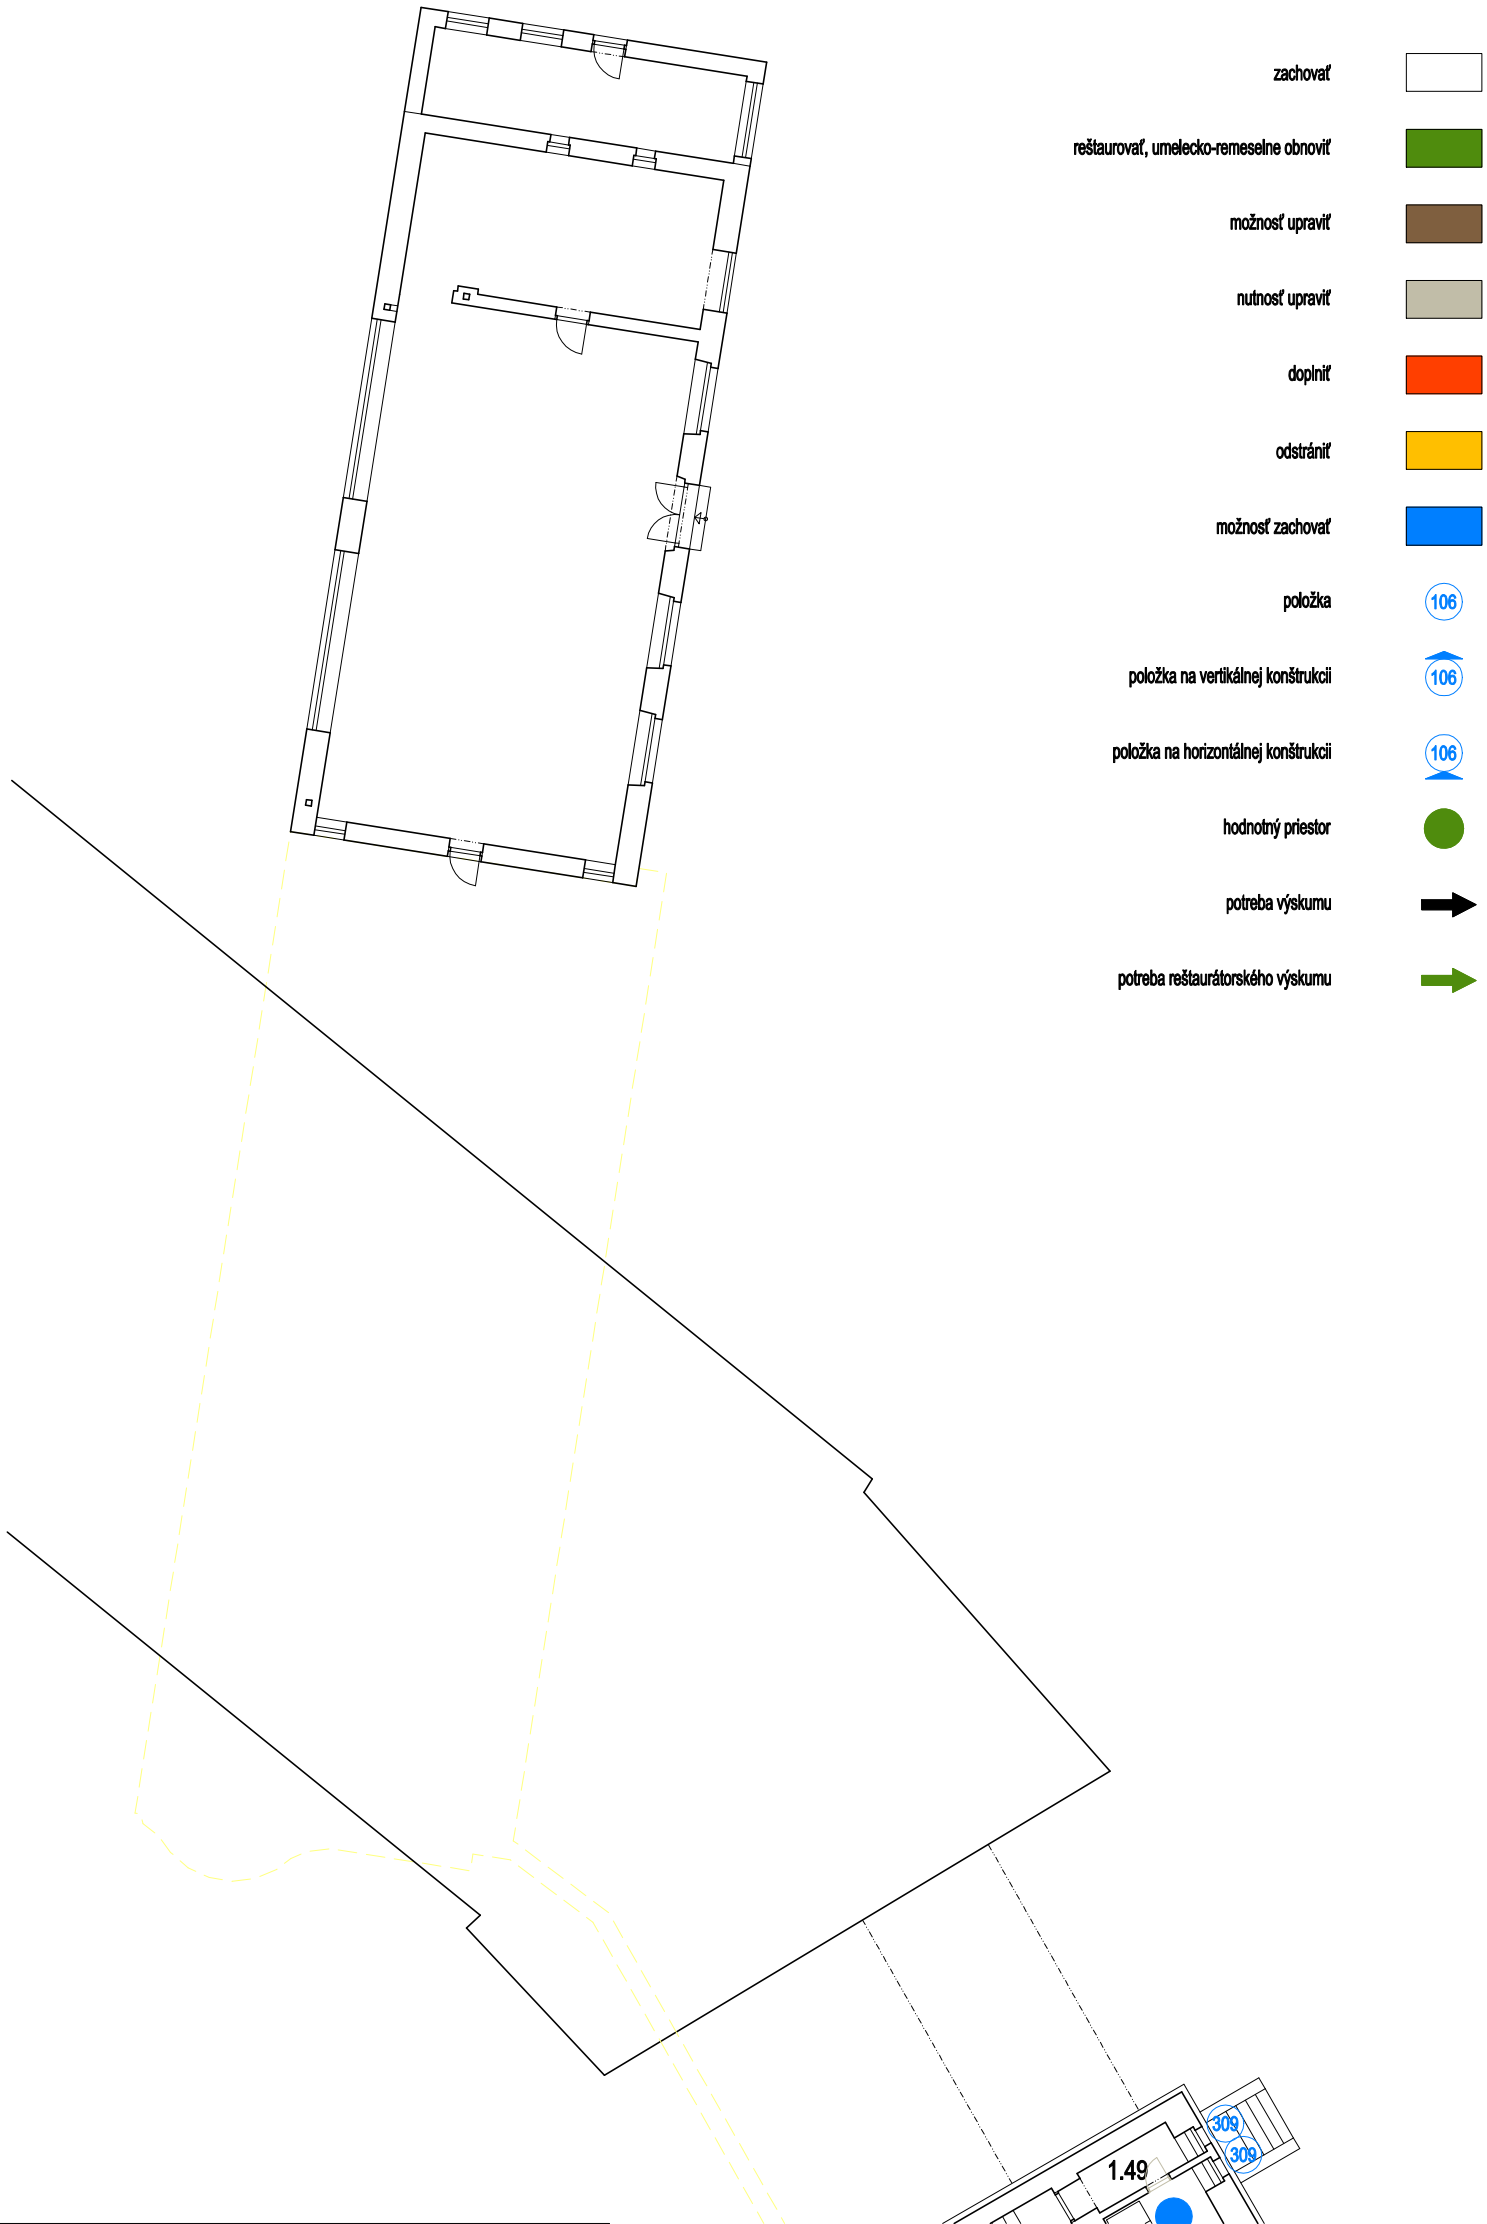 zachovať
reštaurovať, umelecko-remeselne obnoviť
možnosť upraviť
nutnosť upraviť
doplniť
odstrániť
možnosť zachovať
položka 106
položka na vertikálnej konštrukcii 106
položka na horizontálnej konštrukcii 106
hodnotný priestor
potreba výskumu
potreba reštaurátorského výskumu
309
309
1.49